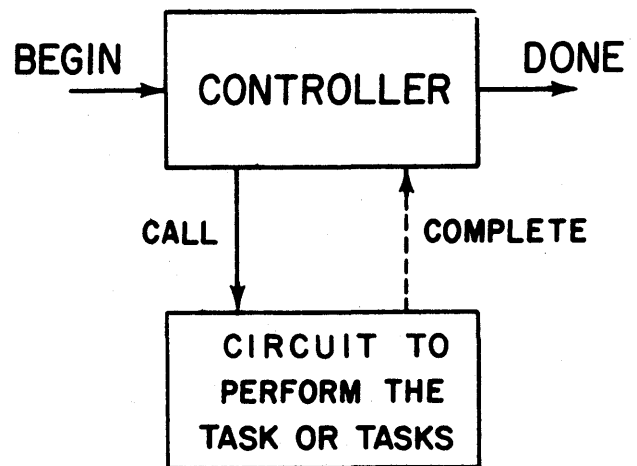 BEGIN
CONTROLLER
DONE
CALL
COMPLETE
CIRCUIT TO
PERFORM THE
TASK OR TASKS